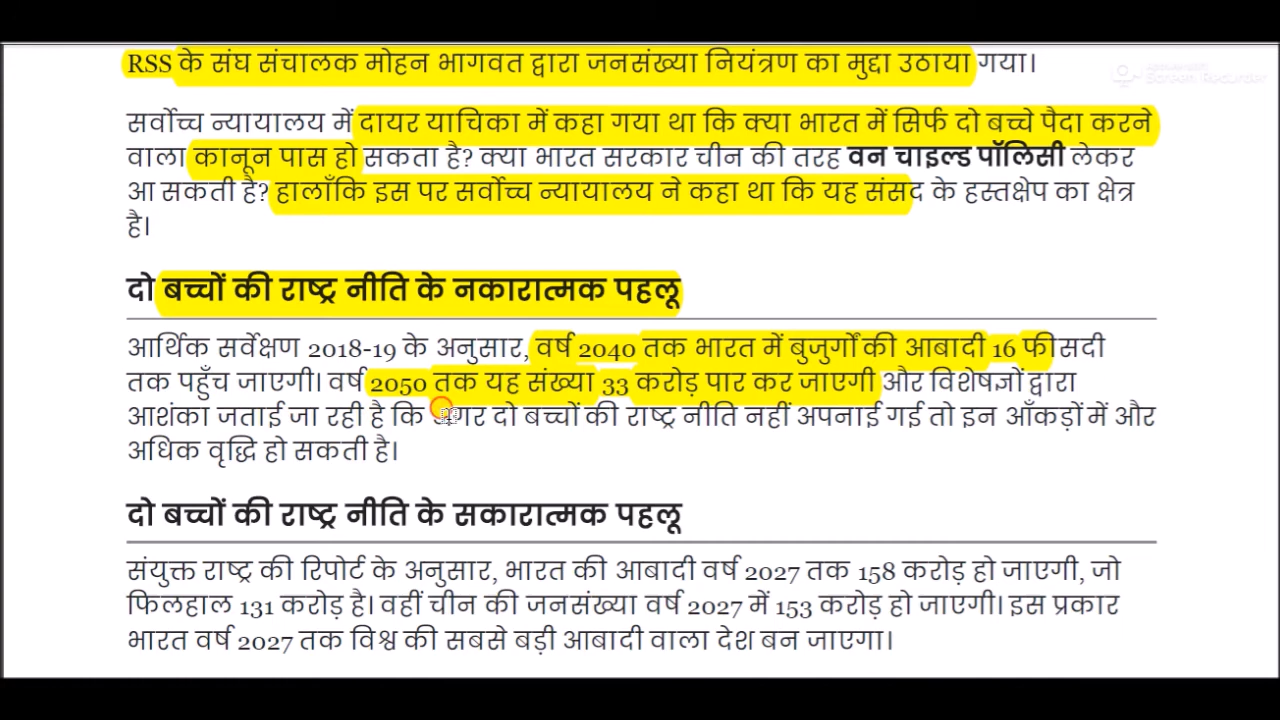 RSS के संघ संचालक मोहन भागवत द्वारा जनसंख्या नियंत्रण का मुद्दा उठाया गया।
Screen Recorder
सर्वोच्च न्यायालय में दायर याचिका में कहा गया था कि क्या भारत में सिर्फ दो बच्चे पैदा करने
वाला कानून पास हो सकता है? क्या भारत सरकार चीन की तरह वन चाइल्ड पॉलिसी लेकर
आ सकती है? हालाँकि इस पर सर्वोच्च न्यायालय ने कहा था कि यह संसद के हस्तक्षेप का क्षेत्र
है।
दो बच्चों की राष्ट्र नीति के नकारात्मक पहलू
आर्थिक सर्वेक्षण 2018-19 के अनुसार, वर्ष 2040 तक भारत में बुजुर्गों की आबादी 16 फीसदी
तक पहुँच जाएगी। वर्ष 2050 तक यह संख्या 33 करोड़ पार कर जाएगी और विशेषज्ञों द्वारा
आशंका जताई जा रही है कि अगर दो बच्चों की राष्ट्र नीति नहीं अपनाई गई तो इन आँकड़ों में और
अधिक वृद्धि हो सकती है।
दो बच्चों की राष्ट्र नीति के सकारात्मक पहलू
संयुक्त राष्ट्र की रिपोर्ट के अनुसार, भारत की आबादी वर्ष 2027 तक 158 करोड़ हो जाएगी, जो
फिलहाल 131 करोड़ है। वहीं चीन की जनसंख्या वर्ष 2027 में 153 करोड़ हो जाएगी। इस प्रकार
भारत वर्ष 2027 तक विश्व की सबसे बड़ी आबादी वाला देश बन जाएगा।